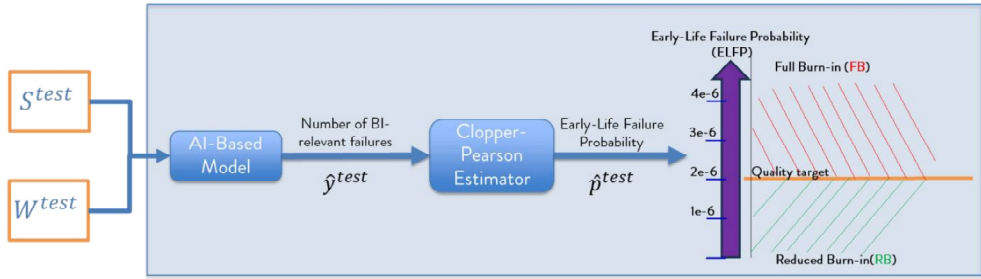 S^{test}
W^{test}
AI-Based
Model
Number of BI-
relevant failures
ŷ^{test}
Clopper-
Pearson
Estimator
Early-Life Failure
Probability
p̂^{test}
Early-Life Failure Probability
(ELFP)
4e-6
3e-6
2e-6
1e-6
Full Burn-in (FB)
Quality target
Reduced Burn-in(RB)